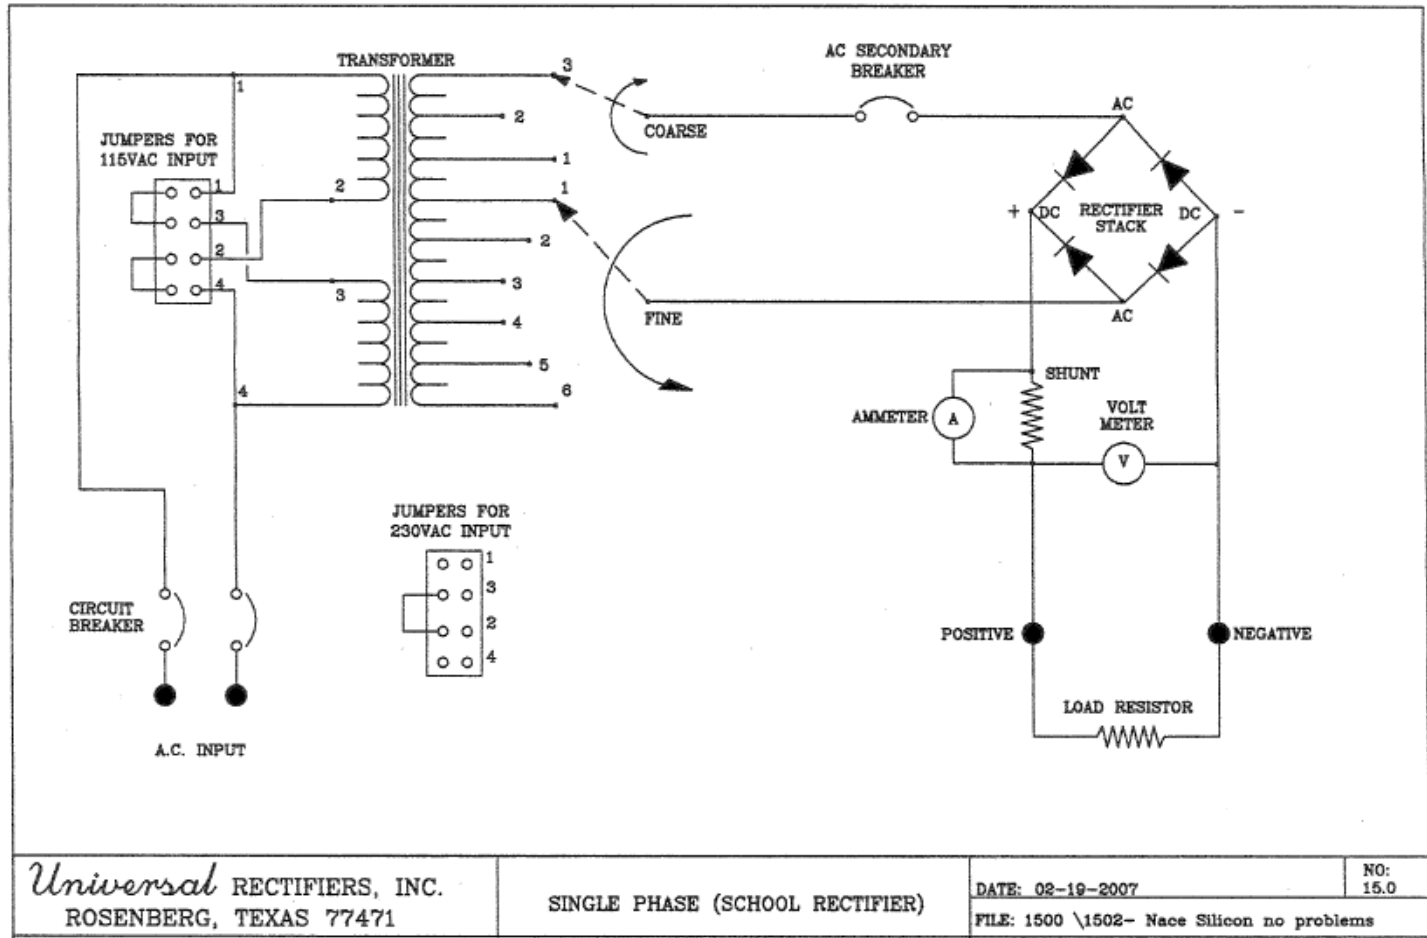 TRANSFORMER
AC SECONDARY
BREAKER
3
1
2
COARSE
AC
JUMPERS FOR
115VAC INPUT
1
1
2
1
3
2
4
+ DC
RECTIFIER
STACK
DC -
2
3
3
4
FINE
AC
5
4
6
SHUNT
AMMETER
A
VOLT
METER
V
JUMPERS FOR
230VAC INPUT
1
3
2
4
CIRCUIT
BREAKER
POSITIVE
NEGATIVE
LOAD RESISTOR
A.C. INPUT
Universal RECTIFIERS, INC.
ROSENBERG, TEXAS 77471
SINGLE PHASE (SCHOOL RECTIFIER)
DATE: 02-19-2007
NO:
15.0
FILE: 1500 \1502- Nace Silicon no problems